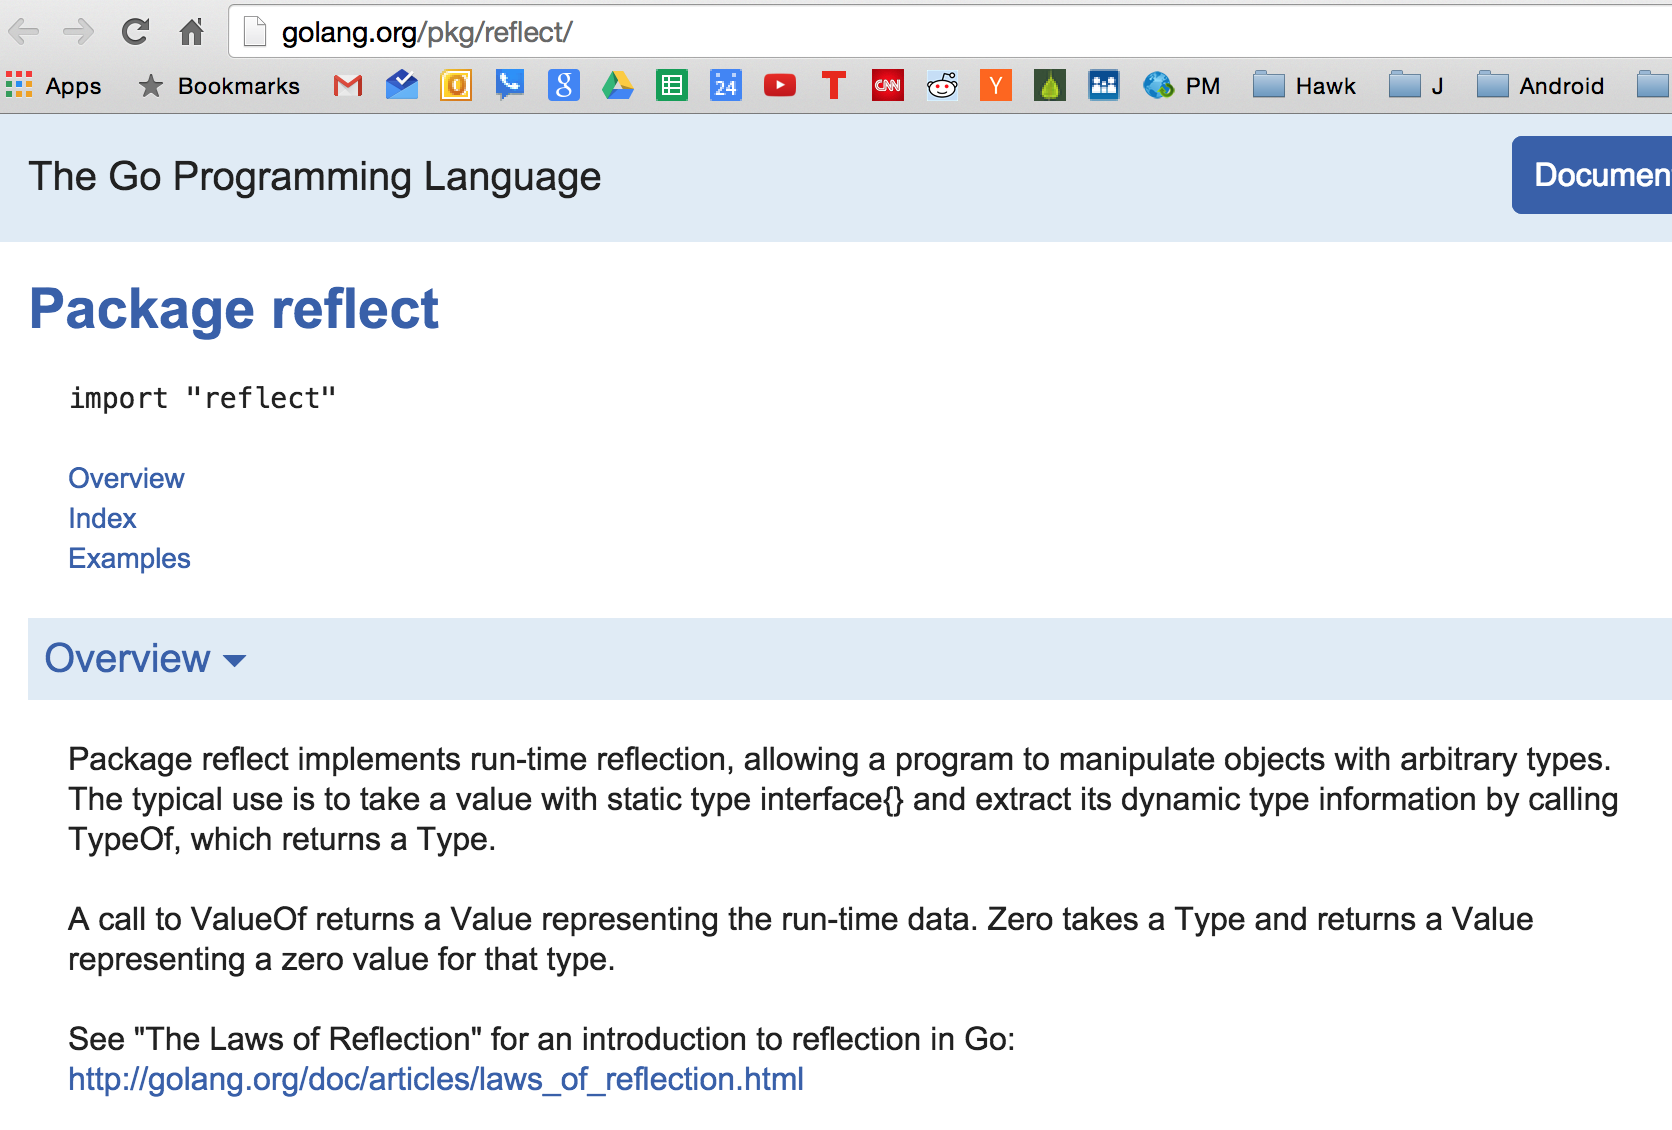 golang.org/pkg/reflect/
Apps Bookmarks 8 24 T CNN Y PM Hawk J Android
The Go Programming Language
Documen
Package reflect
import "reflect"
Overview
Index
Examples
Overview
Package reflect implements run-time reflection, allowing a program to manipulate objects with arbitrary types.
The typical use is to take a value with static type interface{} and extract its dynamic type information by calling
TypeOf, which returns a Type.
A call to ValueOf returns a Value representing the run-time data. Zero takes a Type and returns a Value
representing a zero value for that type.
See "The Laws of Reflection" for an introduction to reflection in Go:
http://golang.org/doc/articles/laws_of_reflection.html